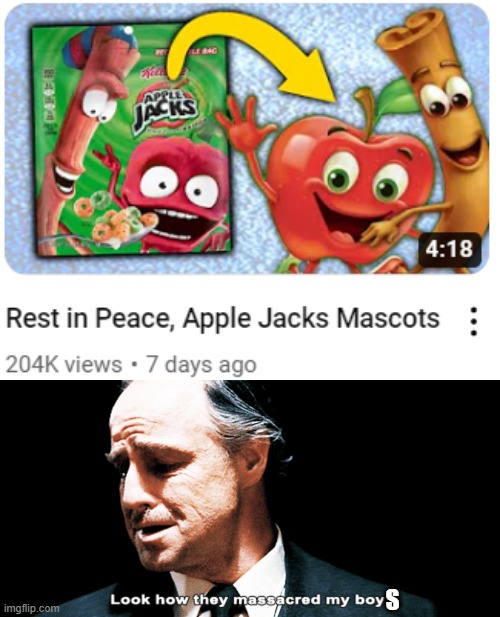 Kellogg's
APPLE
JACKS
4:18
Rest in Peace, Apple Jacks Mascots
204K views • 7 days ago
Look how they massacred my boyS
imgflip.com